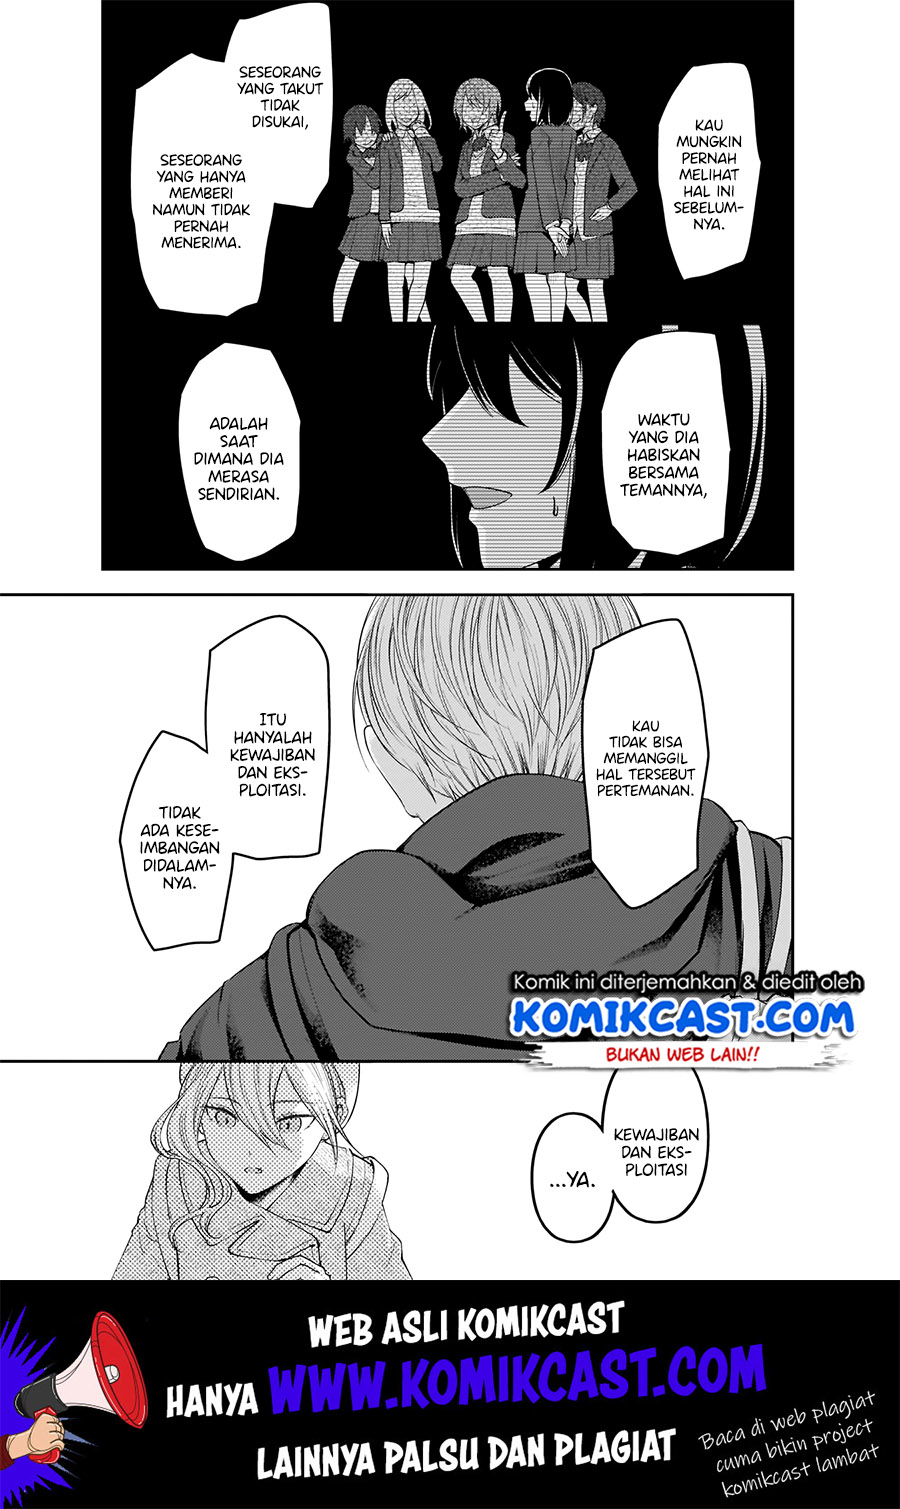 KAU
MUNGKIN
PERNAH
MELIHAT
HAL INI
SEBELUM-
NYA.
SESEORANG
YANG TAKUT
TIDAK
DISUKAI,
SESEORANG
YANG HANYA
MEMBERI
NAMUN TIDAK
PERNAH
MENERIMA.
WAKTU
YANG DIA
HABISKAN
BERSAMA
TEMANNYA,
ADALAH
SAAT
DIMANA DIA
MERASA
SENDIRIAN.
KAU
TIDAK BISA
MEMANGGIL
HAL TERSEBUT
PERTEMANAN.
ITU
HANYALAH
KEWAJIBAN
DAN EKS-
PLOITASI.
TIDAK
ADA KESE-
IMBANGAN
DIDALAM-
NYA.
Komik ini diterjemahkan & diedit oleh
KOMIKCAST.COM
BUKAN WEB LAIN!!
KEWAJIBAN
DAN EKS-
PLOITASI
...YA.
WEB ASLI KOMIKCAST
HANYA WWW.KOMIKCAST.COM
LAINNYA PALSU DAN PLAGIAT
Baca di web plagiat
cuma bikin project
komikcast lambat